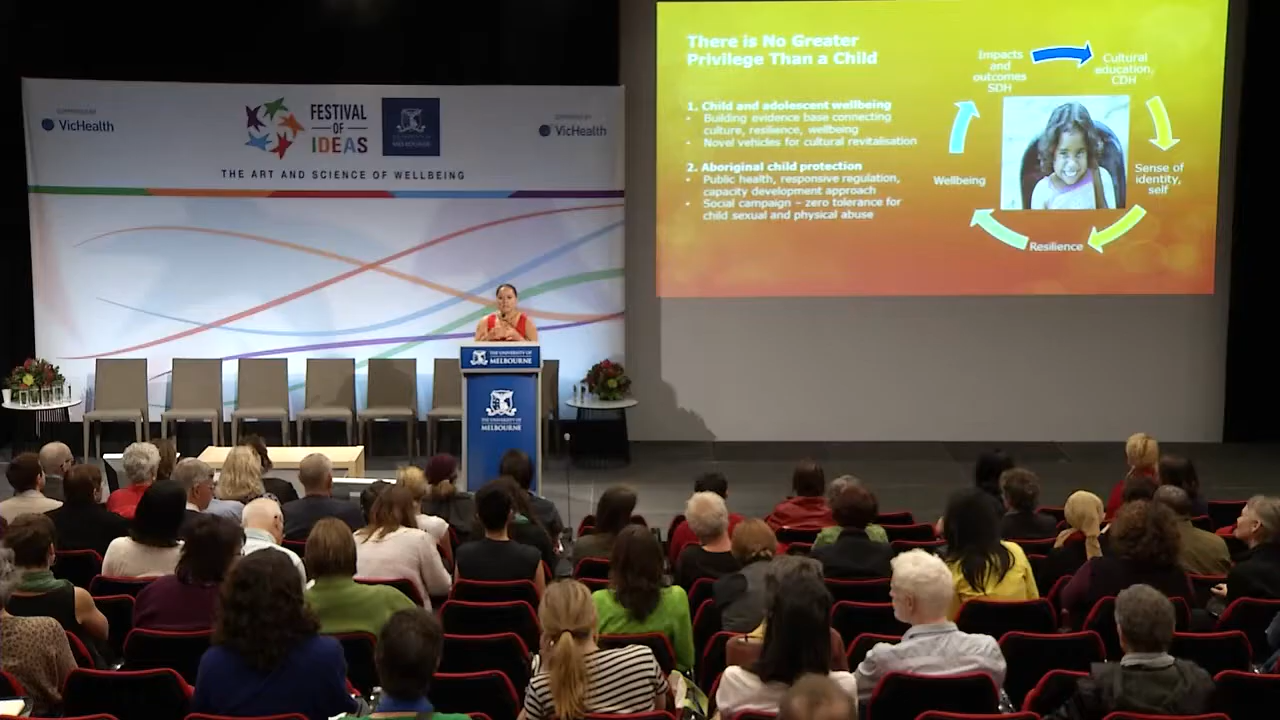 VicHealth
FESTIVAL
OF
IDEAS
THE UNIVERSITY OF
MELBOURNE
VicHealth
THE ART AND SCIENCE OF WELLBEING
There is No Greater
Privilege Than a Child
1. Child and adolescent wellbeing
• Building evidence base connecting
culture, resilience, wellbeing
• Novel vehicles for cultural revitalisation
2. Aboriginal child protection
• Public health, responsive regulation,
capacity development approach
• Social campaign – zero tolerance for
child sexual and physical abuse
Impacts
and
outcomes
SDH
Cultural
education,
CDH
Sense of
identity,
self
Resilience
Wellbeing
THE UNIVERSITY OF
MELBOURNE
THE UNIVERSITY OF
MELBOURNE